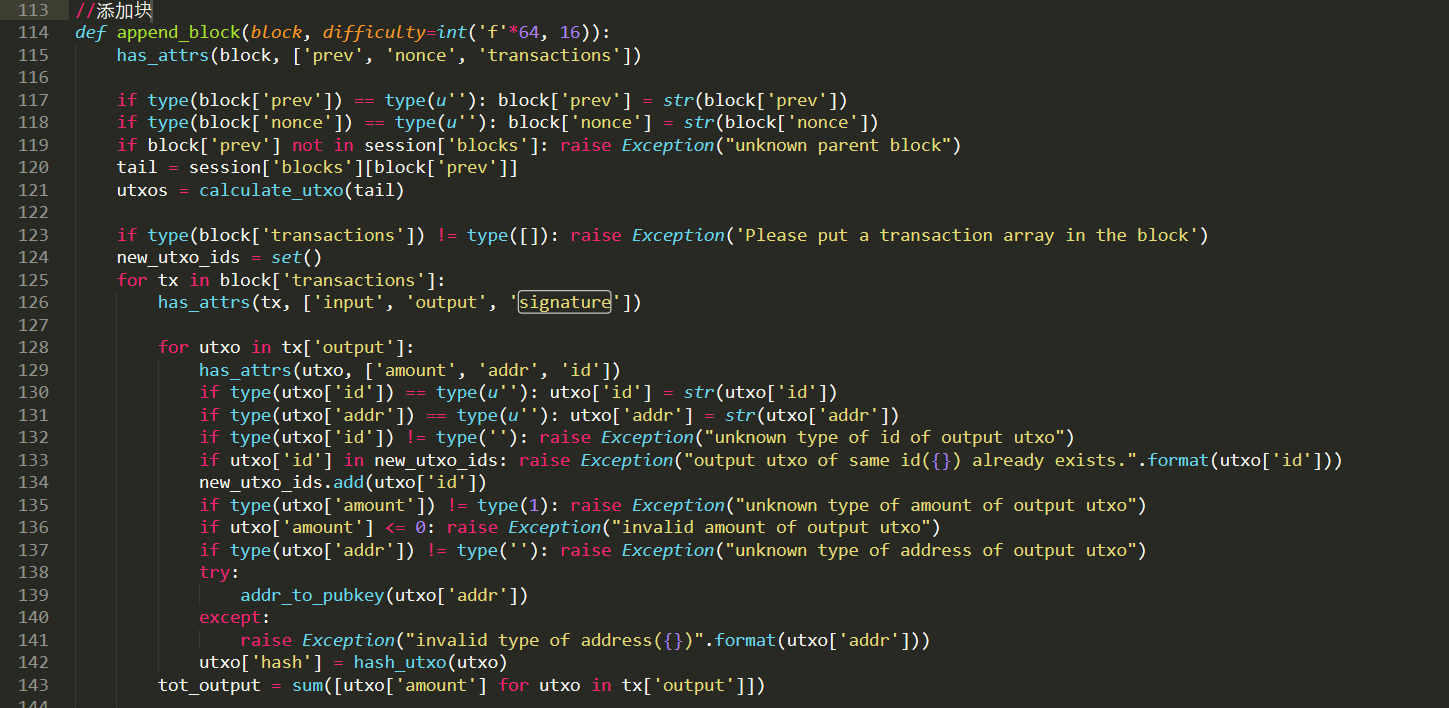 113 //添加块
114 def append_block(block, difficulty=int('f'*64, 16)):
115     has_attrs(block, ['prev', 'nonce', 'transactions'])
116
117     if type(block['prev']) == type(u''): block['prev'] = str(block['prev'])
118     if type(block['nonce']) == type(u''): block['nonce'] = str(block['nonce'])
119     if block['prev'] not in session['blocks']: raise Exception("unknown parent block")
120     tail = session['blocks'][block['prev']]
121     utxos = calculate_utxo(tail)
122
123     if type(block['transactions']) != type([]): raise Exception('Please put a transaction array in the block')
124     new_utxo_ids = set()
125     for tx in block['transactions']:
126         has_attrs(tx, ['input', 'output', 'signature'])
127
128         for utxo in tx['output']:
129             has_attrs(utxo, ['amount', 'addr', 'id'])
130             if type(utxo['id']) == type(u''): utxo['id'] = str(utxo['id'])
131             if type(utxo['addr']) == type(u''): utxo['addr'] = str(utxo['addr'])
132             if type(utxo['id']) != type(''): raise Exception("unknown type of id of output utxo")
133             if utxo['id'] in new_utxo_ids: raise Exception("output utxo of same id({}) already exists.".format(utxo['id']))
134             new_utxo_ids.add(utxo['id'])
135             if type(utxo['amount']) != type(1): raise Exception("unknown type of amount of output utxo")
136             if utxo['amount'] <= 0: raise Exception("invalid amount of output utxo")
137             if type(utxo['addr']) != type(''): raise Exception("unknown type of address of output utxo")
138             try:
139                 addr_to_pubkey(utxo['addr'])
140             except:
141                 raise Exception("invalid type of address({})".format(utxo['addr']))
142             utxo['hash'] = hash_utxo(utxo)
143         tot_output = sum([utxo['amount'] for utxo in tx['output']])
144